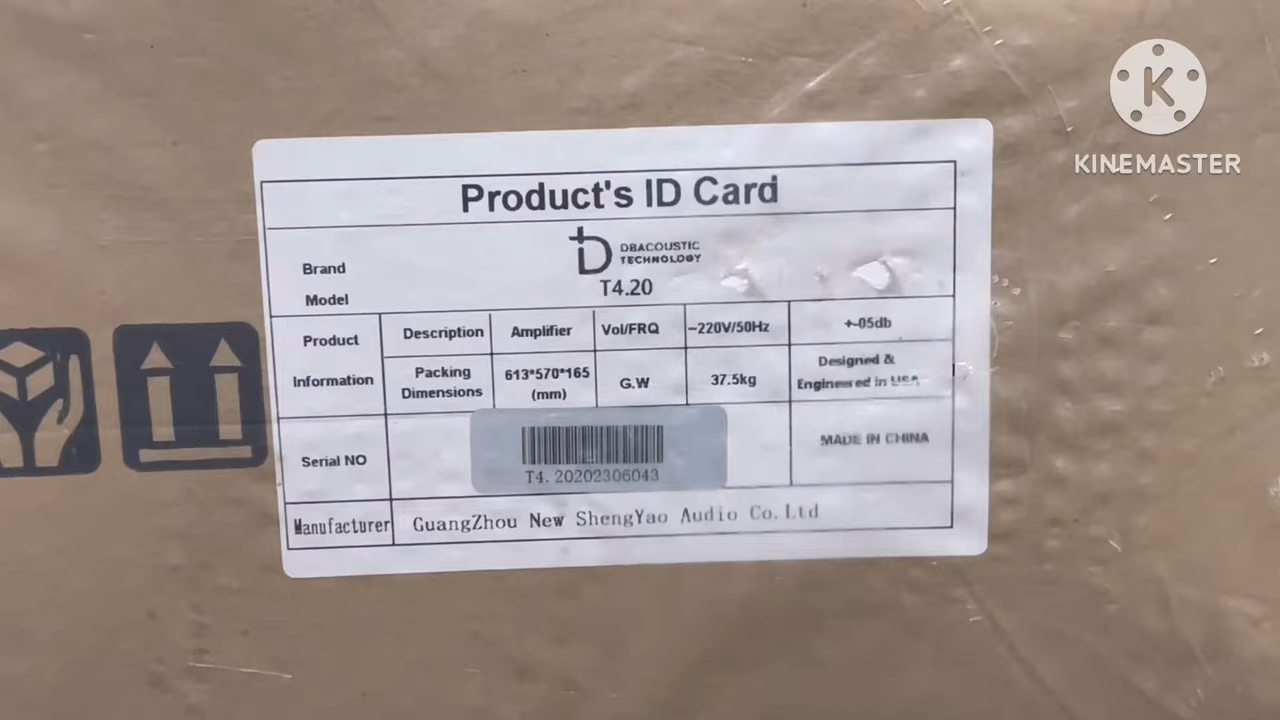 K
KINEMASTER
Product's ID Card
Brand
DBACOUSTIC
TECHNOLOGY
Model
T4.20
Product
Information
Description
Amplifier
Vol/FRQ
~220V/50Hz
+-05db
Packing
Dimensions
613*570*165
(mm)
G.W
37.5kg
Designed &
Engineered in USA
Serial NO
T4. 20202306043
MADE IN CHINA
Manufacturer
GuangZhou New ShengYao Audio Co.Ltd